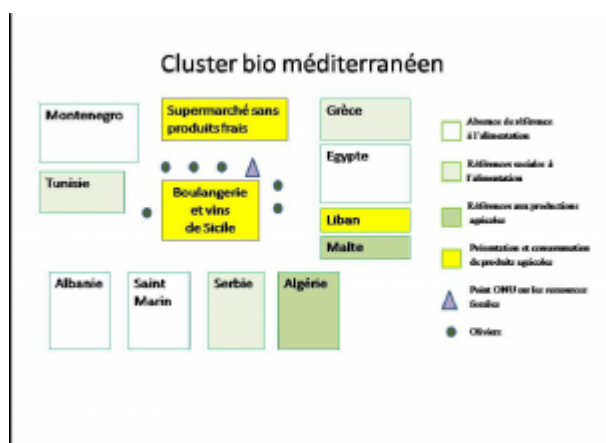 Cluster bio méditerranéen
Montenegro
Supermarché sans
produits frais
Grèce
Egypte
Tunisie
Boulangerie
et vins
de Sicile
Liban
Malte
Albanie
Saint
Marin
Serbie
Algérie
Absence de référence
à l'alimentation
Références sociales à
l'alimentation
Références aux productions
agicoles
Présentation et consommation
de produits agicoles
Point ONU sur les ressources
Oliviers